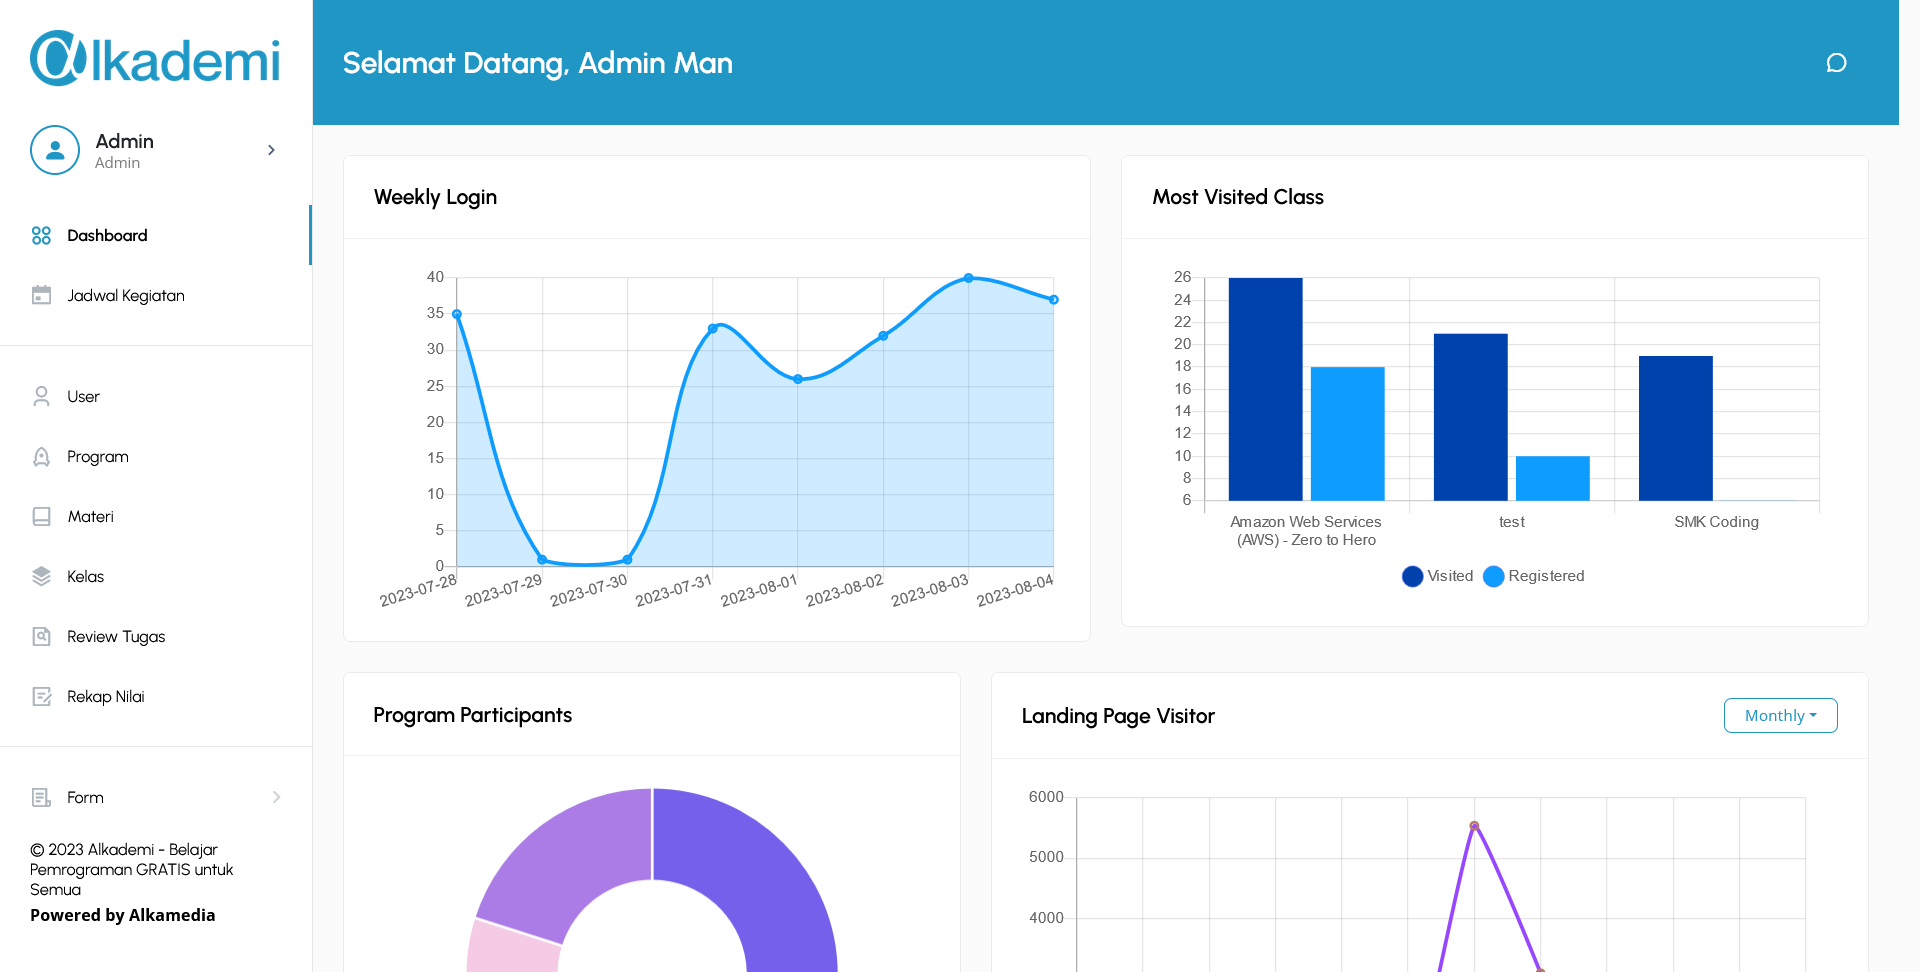 Alkademi
Admin
Admin
Dashboard
Jadwal Kegiatan
User
Program
Materi
Kelas
Review Tugas
Rekap Nilai
Form
© 2023 Alkademi - Belajar
Pemrograman GRATIS untuk
Semua
Powered by Alkamedia
Selamat Datang, Admin Man
Weekly Login
40
35
30
25
20
15
10
5
0
2023-07-28
2023-07-29
2023-07-30
2023-07-31
2023-08-01
2023-08-02
2023-08-03
2023-08-04
Most Visited Class
26
24
22
20
18
16
14
12
10
8
6
Amazon Web Services
(AWS) - Zero to Hero
test
SMK Coding
Visited
Registered
Program Participants
Landing Page Visitor
Monthly
6000
5000
4000